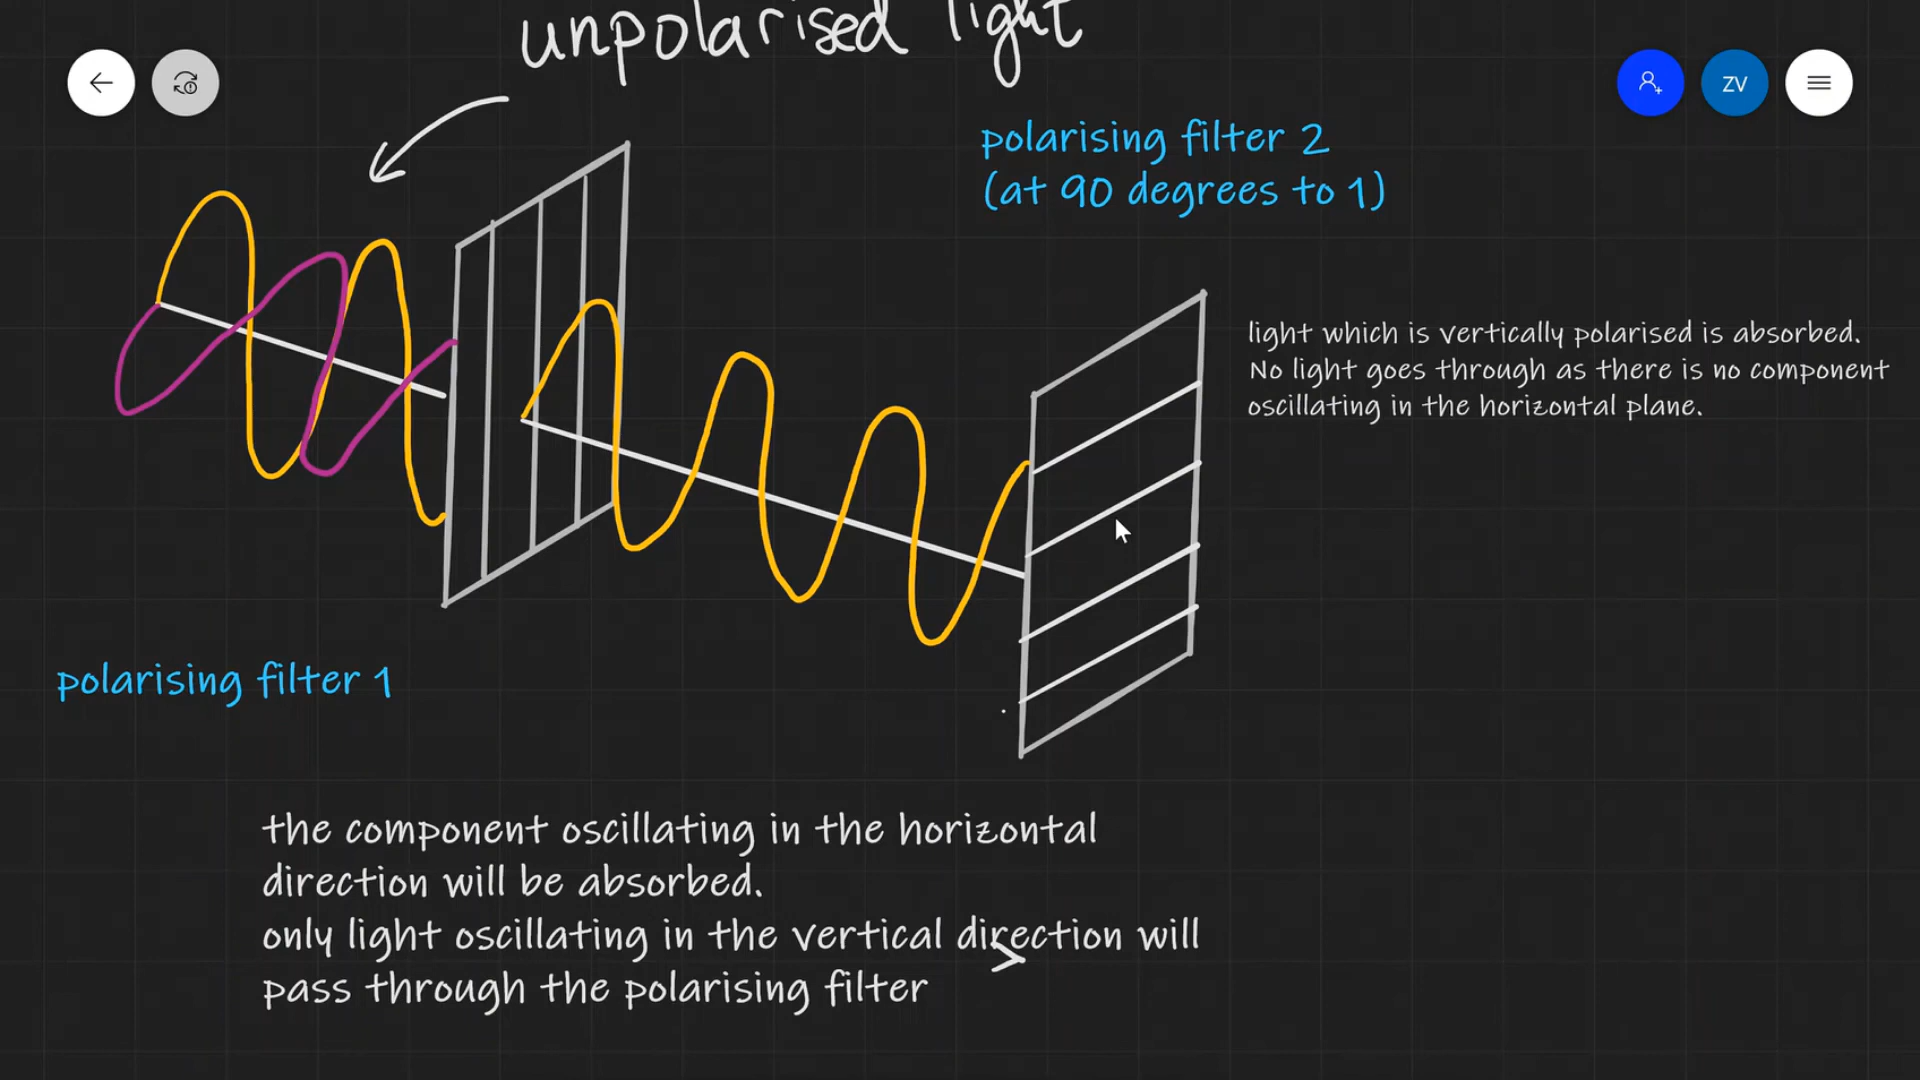 unpolarised light
ZV
polarising filter 2
(at 90 degrees to 1)
light which is vertically polarised is absorbed.
No light goes through as there is no component
oscillating in the horizontal plane.
polarising filter 1
the component oscillating in the horizontal
direction will be absorbed.
only light oscillating in the vertical direction will
pass through the polarising filter